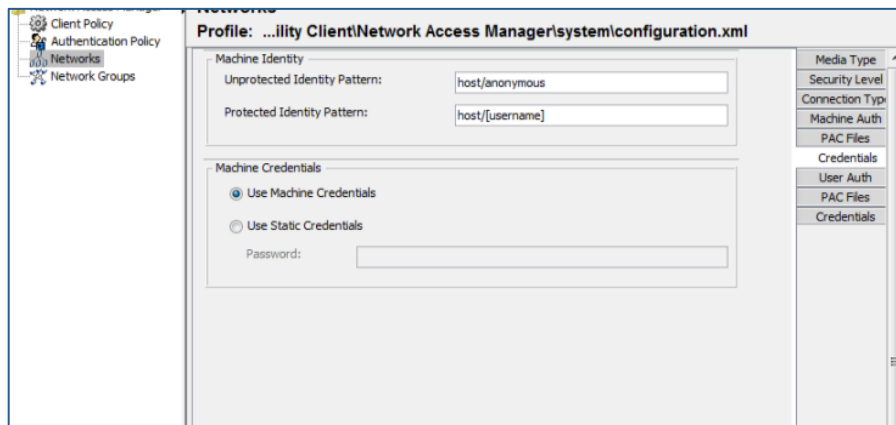 Client Policy
Authentication Policy
Networks
Network Groups
Profile: ...ility Client\Network Access Manager\system\configuration.xml
Machine Identity
Unprotected Identity Pattern: host/anonymous
Protected Identity Pattern: host/[username]
Machine Credentials
Use Machine Credentials
Use Static Credentials
Password:
Media Type
Security Level
Connection Type
Machine Auth
PAC Files
Credentials
User Auth
PAC Files
Credentials